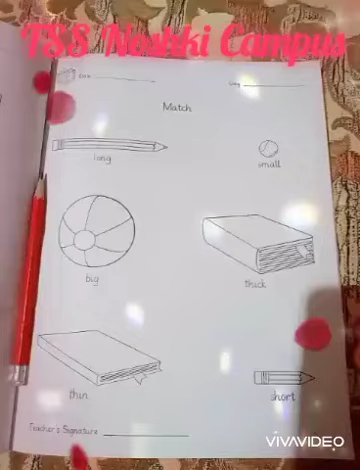 TSS Noshki Campus
Date
Day
Match
long
small
big
thick
thin
short
Teacher's Signature
VIVAVIDEO